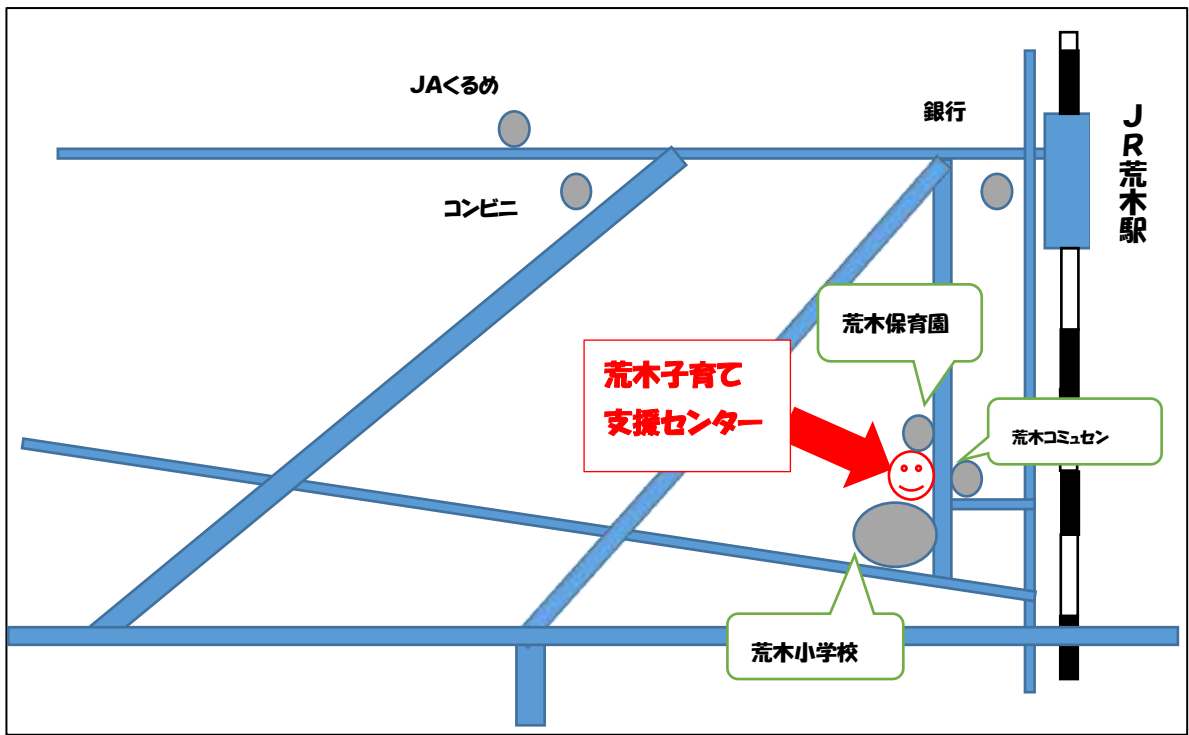 JAくるめ
銀行
JR荒木駅
コンビニ
荒木保育園
荒木子育て
支援センター
荒木コミュセン
荒木小学校